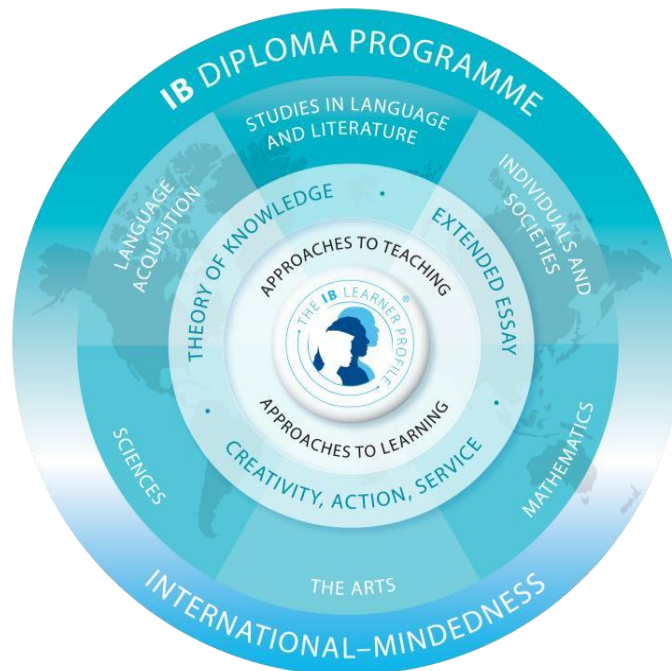 IB DIPLOMA PROGRAMME
STUDIES IN LANGUAGE
AND LITERATURE
LANGUAGE
ACQUISITION
INDIVIDUALS AND
SOCIETIES
THEORY OF KNOWLEDGE
EXTENDED ESSAY
APPROACHES TO TEACHING
THE IB LEARNER PROFILE ®
APPROACHES TO LEARNING
CREATIVITY, ACTION, SERVICE
SCIENCES
MATHEMATICS
THE ARTS
INTERNATIONAL–MINDEDNESS